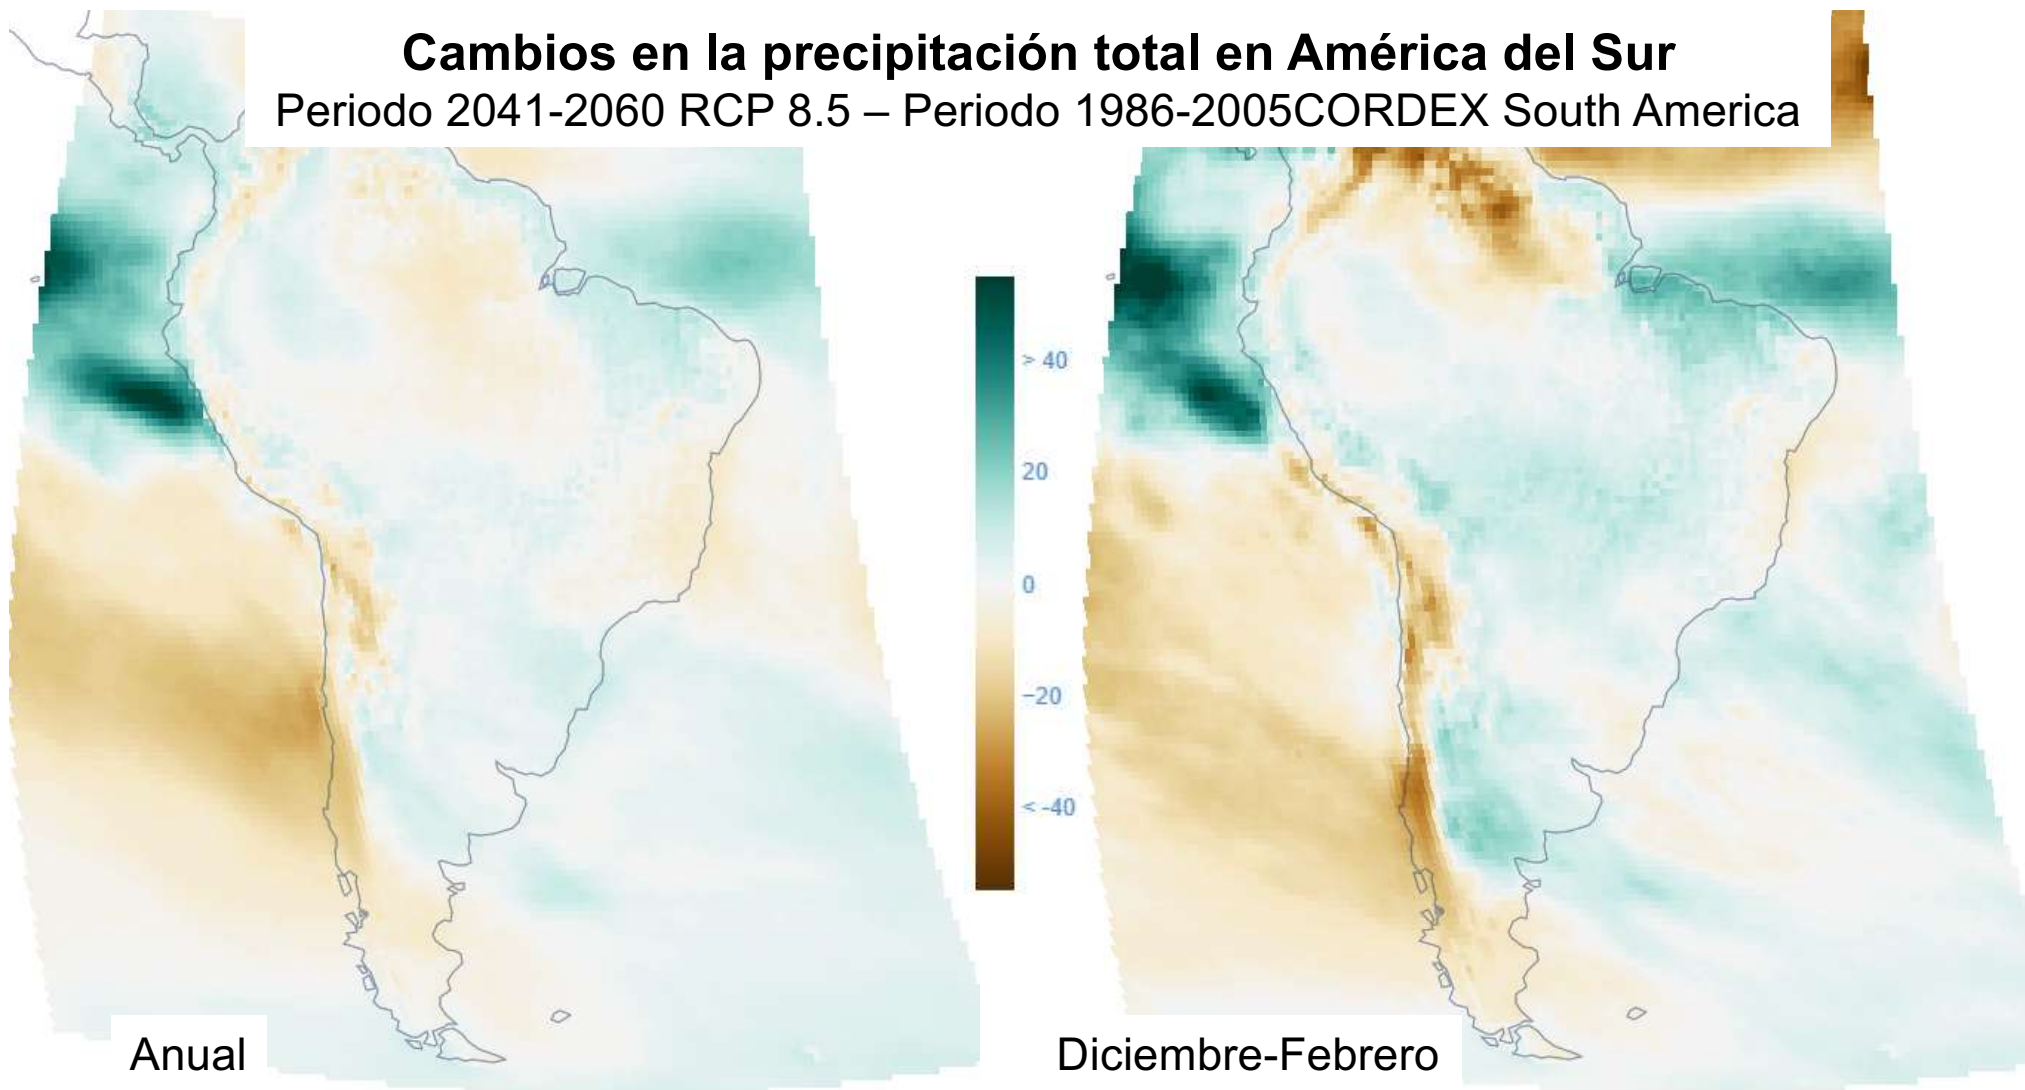 Cambios en la precipitación total en América del Sur
Periodo 2041-2060 RCP 8.5 – Periodo 1986-2005CORDEX South America
> 40
20
0
−20
< -40
Anual
Diciembre-Febrero